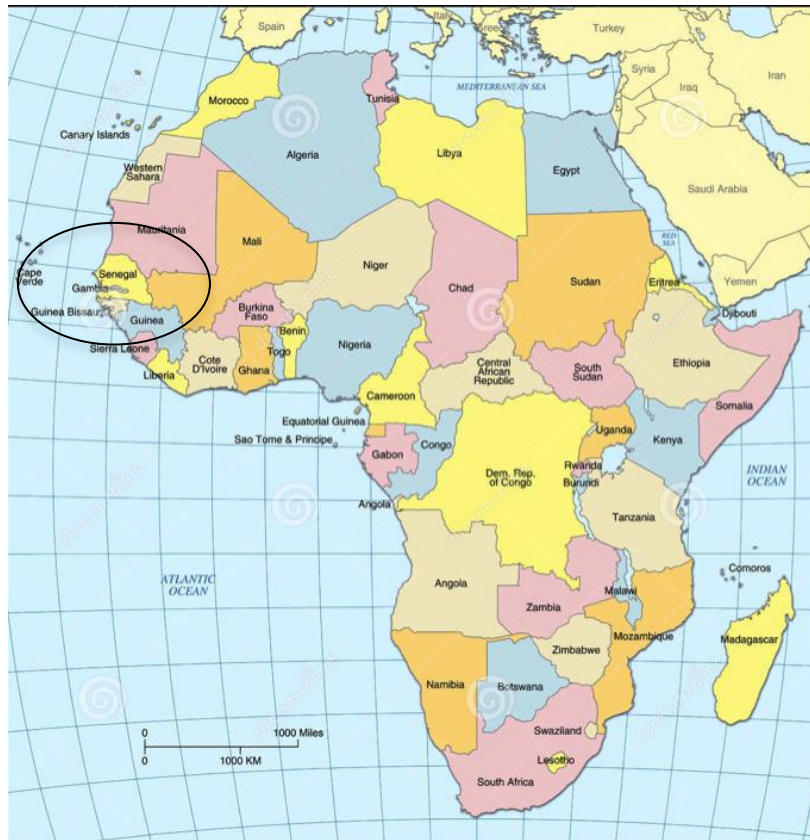 Spain
Italy
Greece
Turkey
Syria
Iraq
Iran
Tunisia
MEDITERRANEAN SEA
Morocco
Canary Islands
Algeria
Libya
Egypt
Western
Sahara
Saudi Arabia
Mauritania
Mali
Niger
RED
SEA
Cape
Verde
Senegal
Chad
Sudan
Eritrea
Yemen
Gambia
Guinea Bissau
Guinea
Burkina
Faso
Djibouti
Benin
Nigeria
Sierra Leone
Cote
D'Ivoire
Togo
Ghana
Liberia
Central
African
Republic
South
Sudan
Ethiopia
Somalia
Cameroon
Equatorial Guinea
Sao Tome & Principe
Gabon
Congo
Uganda
Kenya
Dem. Rep.
of Congo
Rwanda
Burundi
INDIAN
OCEAN
Angola
Tanzania
ATLANTIC
OCEAN
Angola
Comoros
Malawi
Zambia
Mozambique
Madagascar
Zimbabwe
Namibia
Botswana
0
1000 Miles
0
1000 KM
Swaziland
Lesotho
South Africa